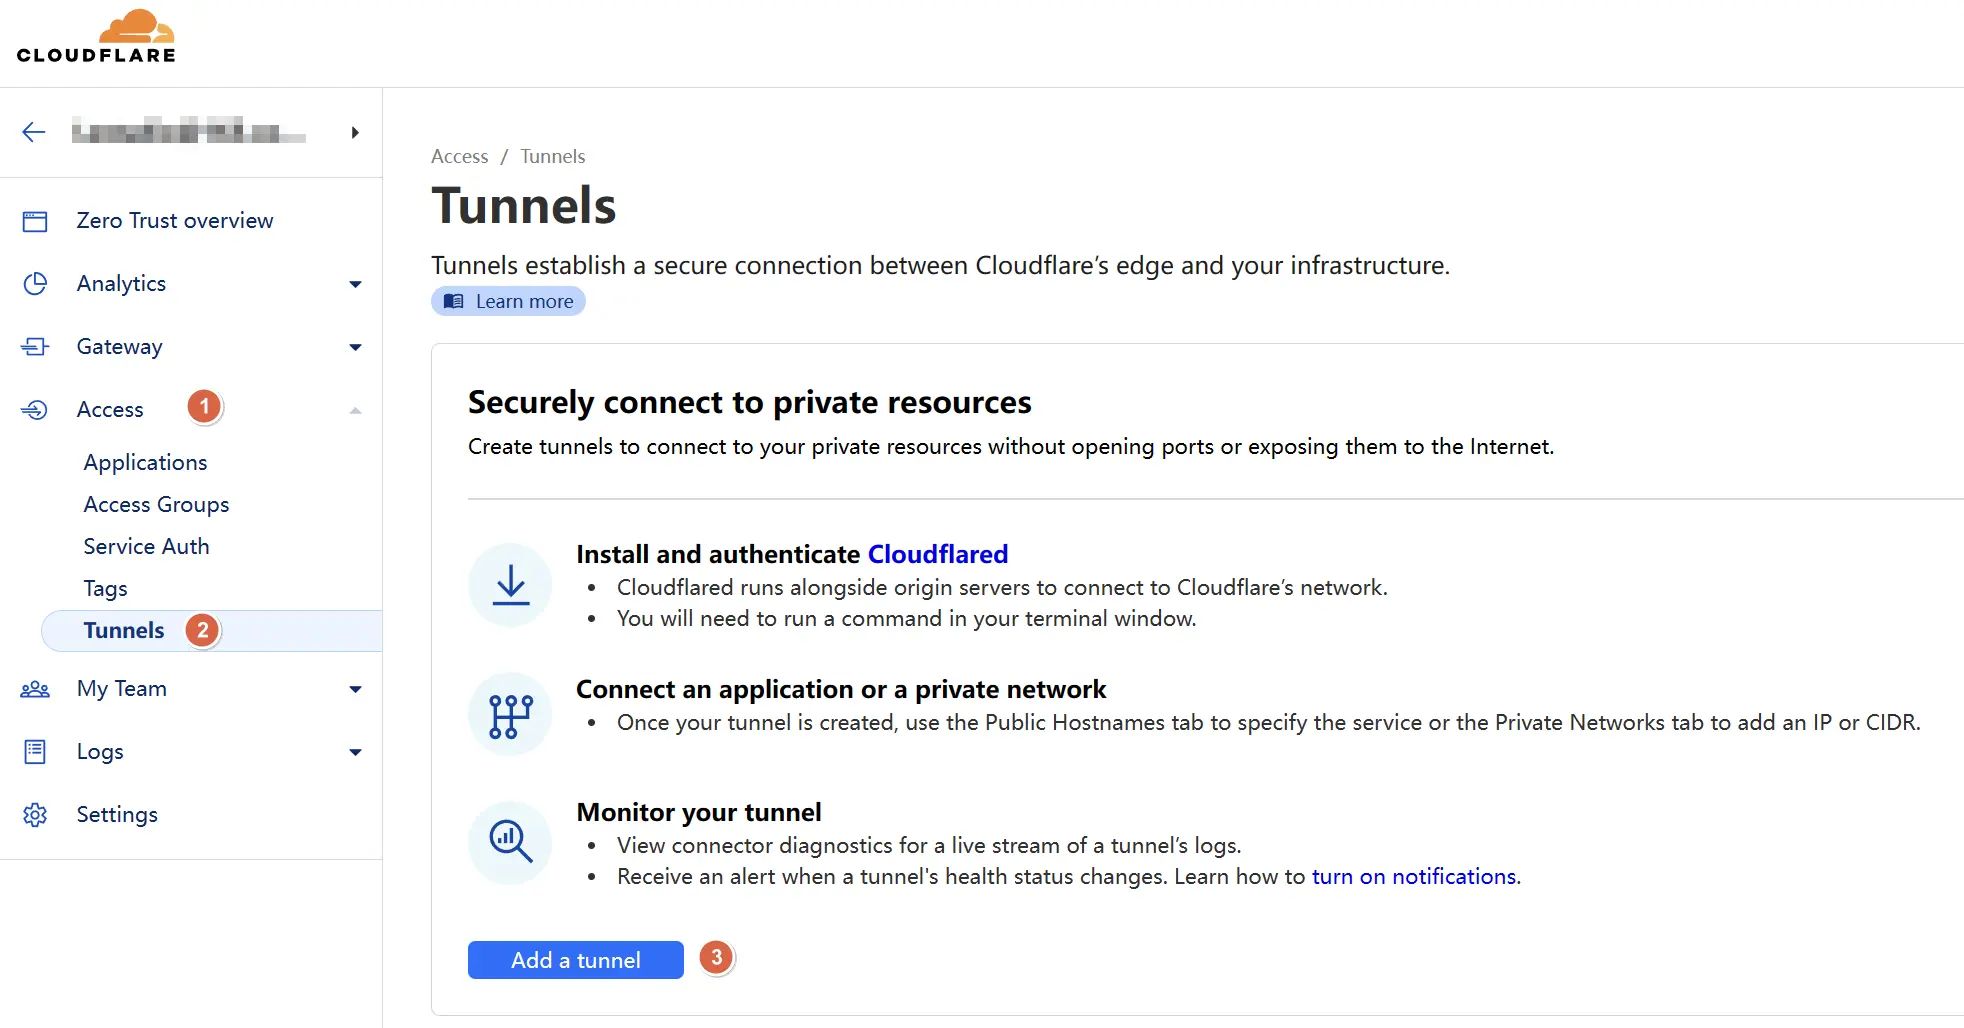 CLOUDFLARE
Zero Trust overview
Analytics
Gateway
Access 1
Applications
Access Groups
Service Auth
Tags
Tunnels 2
My Team
Logs
Settings
Access / Tunnels
Tunnels
Tunnels establish a secure connection between Cloudflare’s edge and your infrastructure.
Learn more
Securely connect to private resources
Create tunnels to connect to your private resources without opening ports or exposing them to the Internet.
Install and authenticate Cloudflared
• Cloudflared runs alongside origin servers to connect to Cloudflare’s network.
• You will need to run a command in your terminal window.
Connect an application or a private network
• Once your tunnel is created, use the Public Hostnames tab to specify the service or the Private Networks tab to add an IP or CIDR.
Monitor your tunnel
• View connector diagnostics for a live stream of a tunnel’s logs.
• Receive an alert when a tunnel's health status changes. Learn how to turn on notifications.
Add a tunnel 3